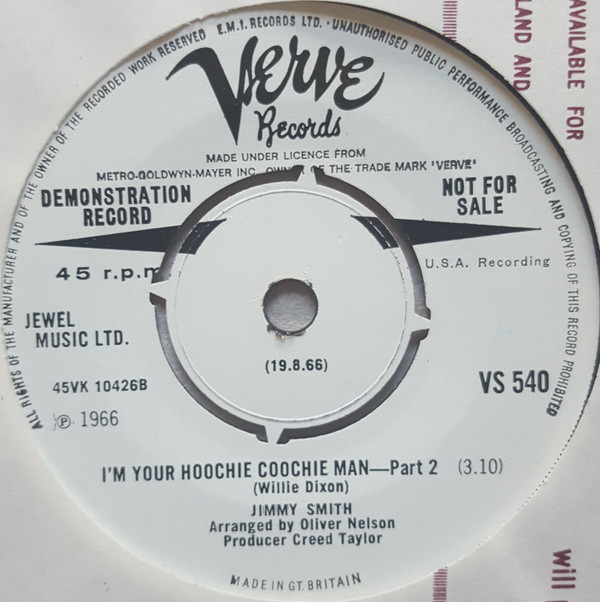 ALL RIGHTS OF THE MANUFACTURER AND OF THE OWNER OF THE RECORDED WORK RESERVED E.M.I. RECORDS LTD. · UNAUTHORISED PUBLIC PERFORMANCE BROADCASTING AND COPYING OF THIS RECORD PROHIBITED
Verve
Records
MADE UNDER LICENCE FROM
METRO-GOLDWYN-MAYER INC. OWNER OF THE TRADE MARK 'VERVE'
DEMONSTRATION
RECORD
NOT FOR
SALE
45 r.p.m
U.S.A. Recording
JEWEL
MUSIC LTD.
(19.8.66)
45VK 10426B
VS 540
℗ 1966
I'M YOUR HOOCHIE COOCHIE MAN—Part 2 (3.10)
(Willie Dixon)
JIMMY SMITH
Arranged by Oliver Nelson
Producer Creed Taylor
MADE IN GT. BRITAIN
AVAILABLE FOR
LAND AND
will